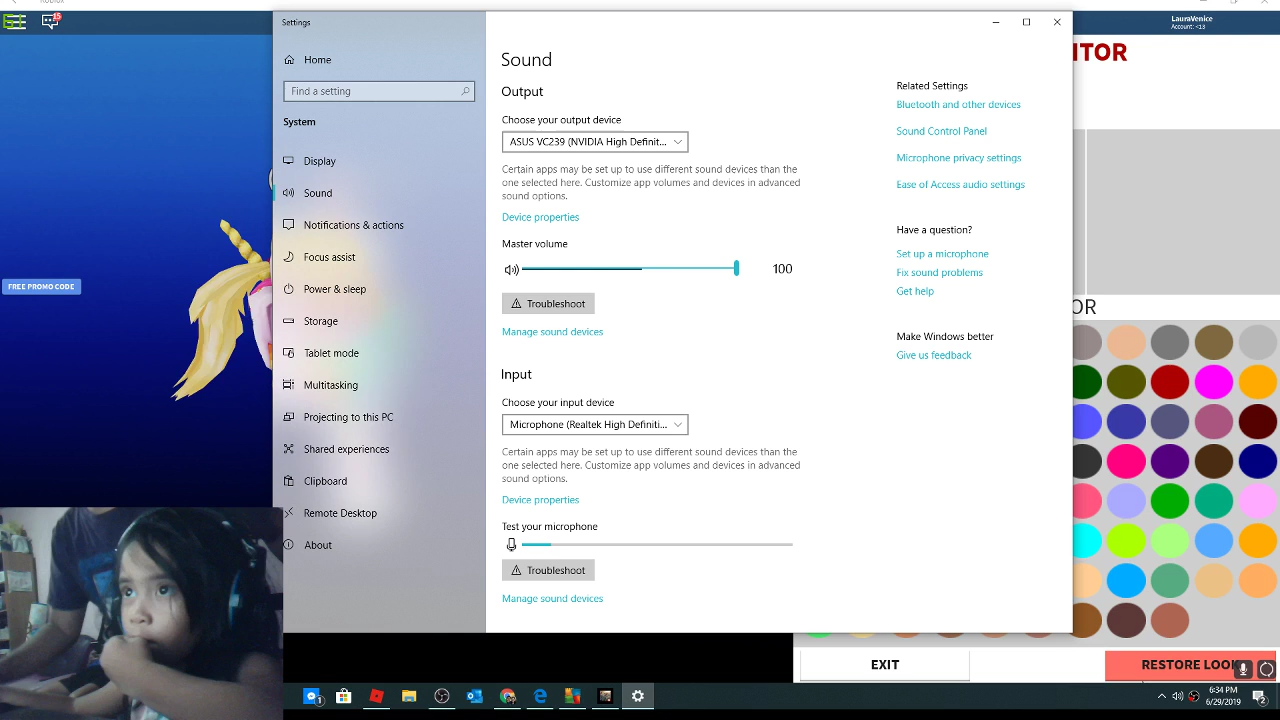 Roblox
61
15
LauraVenice
Account: <13
ITOR
Settings
Home
Find a setting
System
Display
Sound
Notifications & actions
Focus assist
Power & sleep
Storage
Tablet mode
Multitasking
Projecting to this PC
Shared experiences
Clipboard
Remote Desktop
About
Sound
Output
Choose your output device
ASUS VC239 (NVIDIA High Definit...
Certain apps may be set up to use different sound devices than the
one selected here. Customize app volumes and devices in advanced
sound options.
Device properties
Master volume
100
Troubleshoot
Manage sound devices
Input
Choose your input device
Microphone (Realtek High Definiti...
Certain apps may be set up to use different sound devices than the
one selected here. Customize app volumes and devices in advanced
sound options.
Device properties
Test your microphone
Troubleshoot
Manage sound devices
Related Settings
Bluetooth and other devices
Sound Control Panel
Microphone privacy settings
Ease of Access audio settings
Have a question?
Set up a microphone
Fix sound problems
Get help
Make Windows better
Give us feedback
FREE PROMO CODE
OR
EXIT
RESTORE LOO
6:34 PM
6/29/2019
1
2